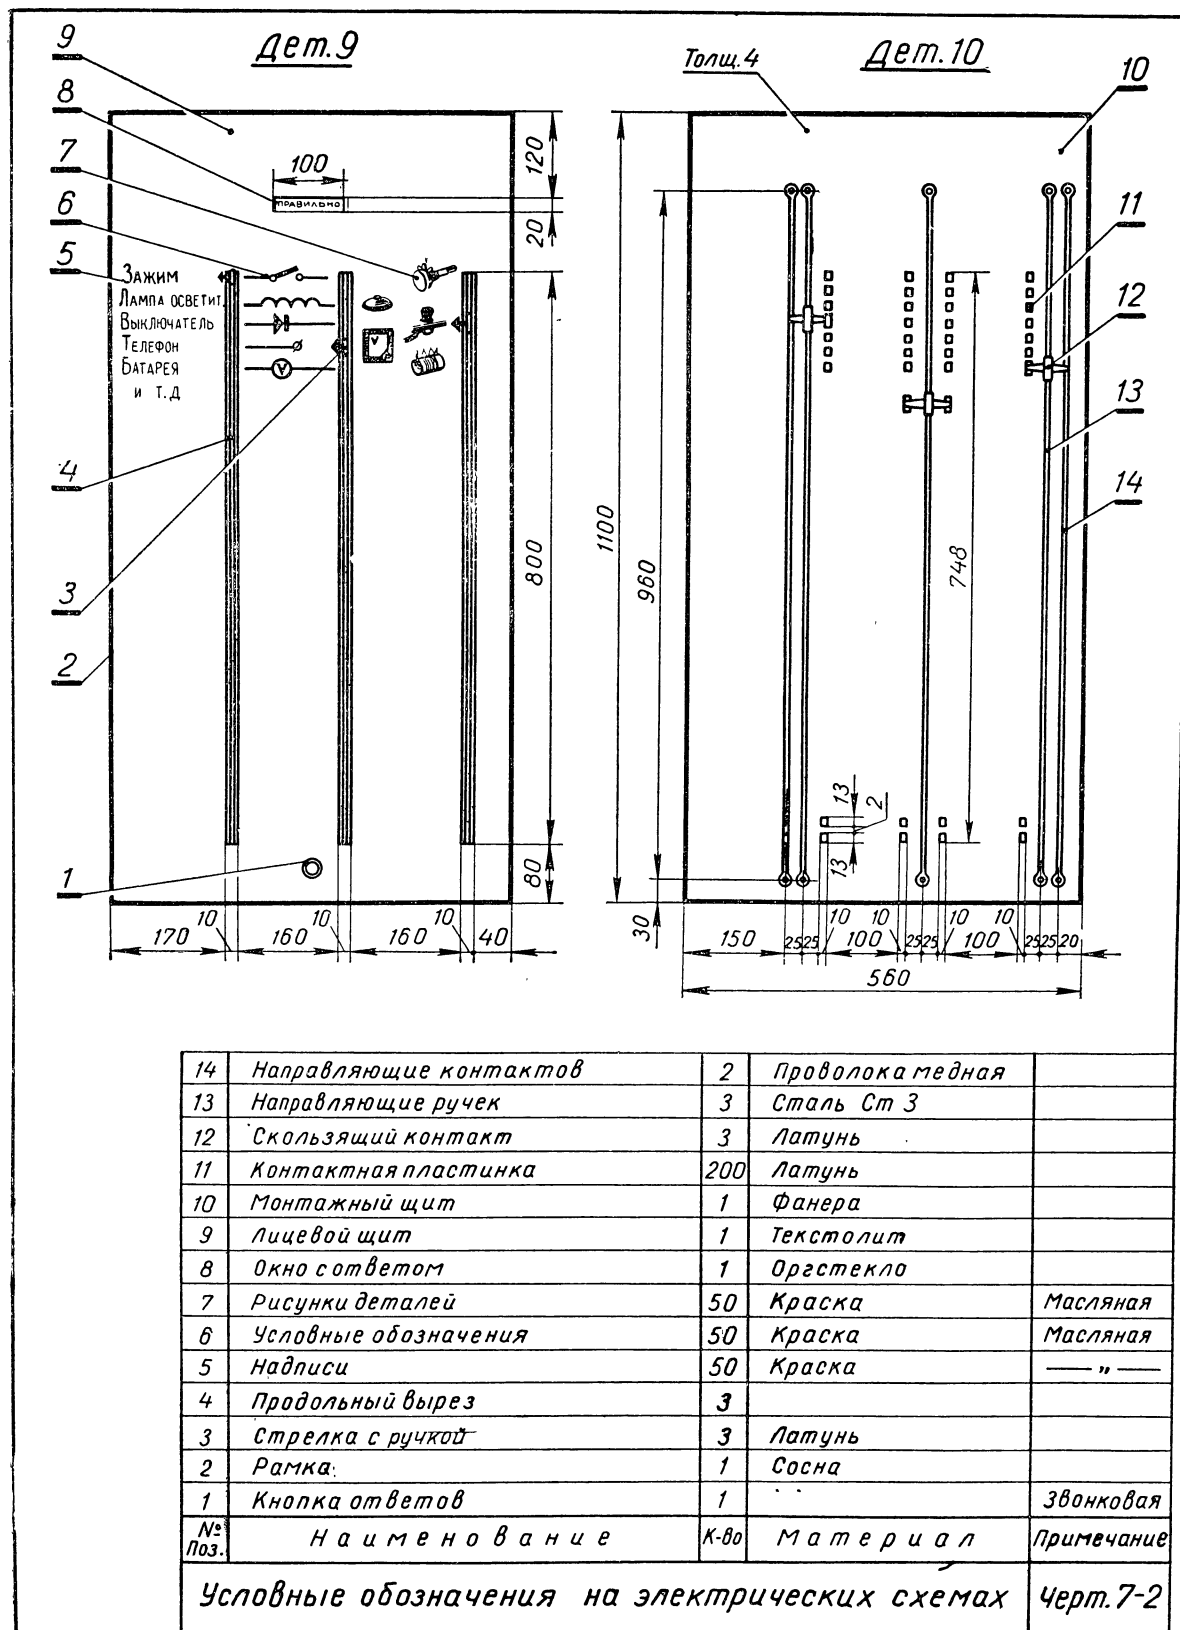 Дет.9
Дет.10
Толщ.4
9
8
7
6
5
4
3
2
1
10
11
12
13
14
100
ПРАВИЛЬНО
120
20
ЗАЖИМ
ЛАМПА ОСВЕТИТ.
ВЫКЛЮЧАТЕЛЬ
ТЕЛЕФОН
БАТАРЕЯ
И Т.Д
V
V
800
80
170
10
160
10
160
10
40
1100
960
30
748
13
2
13
150
25
25
10
100
10
25
25
10
100
10
25
25
20
560
14 Направляющие контактов 2 Проволока медная
13 Направляющие ручек 3 Сталь Ст 3
12 Скользящий контакт 3 Латунь
11 Контактная пластинка 200 Латунь
10 Монтажный щит 1 Фанера
9 Лицевой щит 1 Текстолит
8 Окно с ответом 1 Оргстекло
7 Рисунки деталей 50 Краска Масляная
6 Условные обозначения 50 Краска Масляная
5 Надписи 50 Краска — „ —
4 Продольный вырез 3
3 Стрелка с ручкой 3 Латунь
2 Рамка 1 Сосна
1 Кнопка ответов 1 Звонковая
№ Поз. Наименование К-во Материал Примечание
Условные обозначения на электрических схемах Черт.7-2